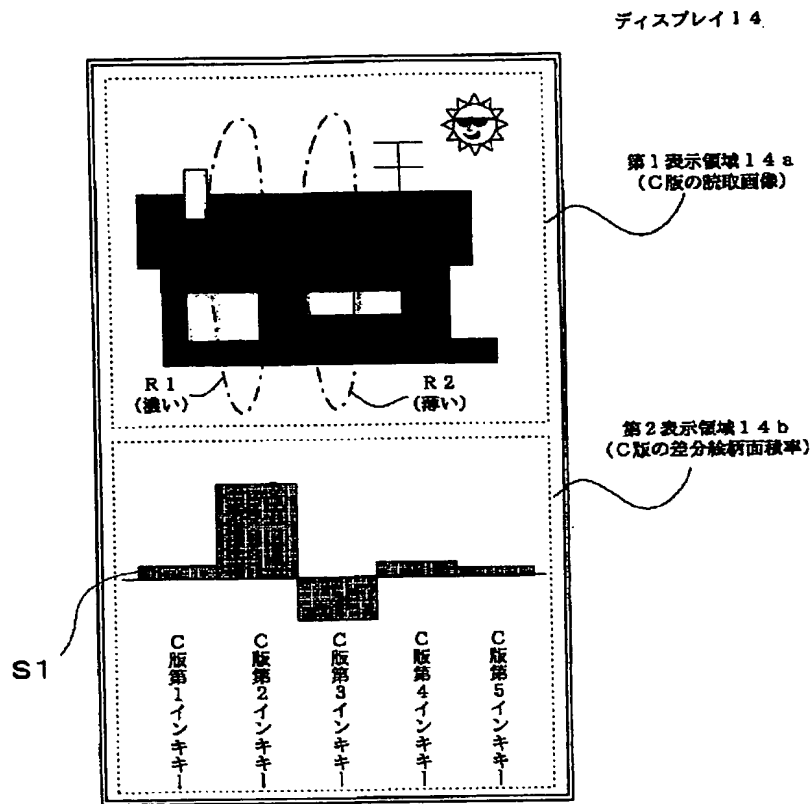 ディスプレイ14
第1表示領域14a
(C版の読取画像)
R1
(濃い)
R2
(薄い)
第2表示領域14b
(C版の差分絵柄面積率)
S1
C版第1インキキー
C版第2インキキー
C版第3インキキー
C版第4インキキー
C版第5インキキー